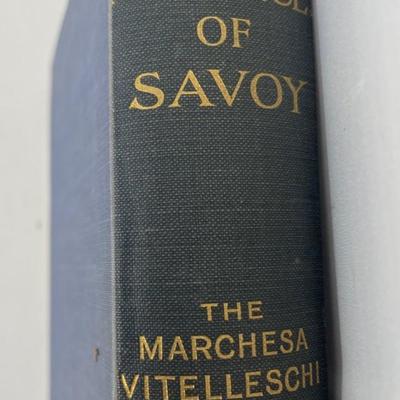 OF
SAVOY
THE
MARCHESA
VITELLESCHI